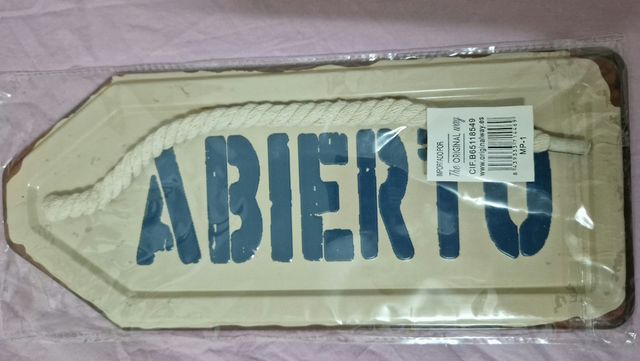 ABIERTO
IMPORTADO POR:
The ORIGINAL way
CIF.B65118549
www.originalway.es
MP-1